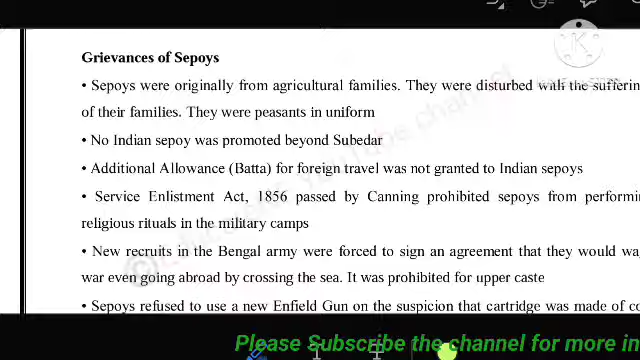 Grievances of Sepoys
• Sepoys were originally from agricultural families. They were disturbed with the sufferin
of their families. They were peasants in uniform
• No Indian sepoy was promoted beyond Subedar
• Additional Allowance (Batta) for foreign travel was not granted to Indian sepoys
• Service Enlistment Act, 1856 passed by Canning prohibited sepoys from performin
religious rituals in the military camps
• New recruits in the Bengal army were forced to sign an agreement that they would wa
war even going abroad by crossing the sea. It was prohibited for upper caste
• Sepoys refused to use a new Enfield Gun on the suspicion that cartridge was made of co
Please Subscribe the channel for more in